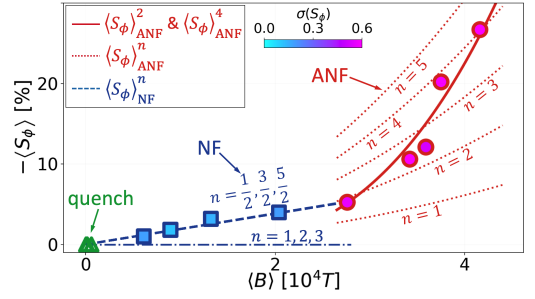 ⟨S_ϕ⟩²_ANF & ⟨S_ϕ⟩⁴_ANF
⟨S_ϕ⟩ⁿ_ANF
⟨S_ϕ⟩ⁿ_NF
σ(S_ϕ)
0.0 0.3 0.6
ANF
n = 5
n = 4
n = 3
n = 2
n = 1
NF
n = 1/2, 3/2, 5/2
n = 1,2,3
quench
−⟨S_ϕ⟩ [%]
20
10
0
0 2 4
⟨B⟩ [10⁴T]